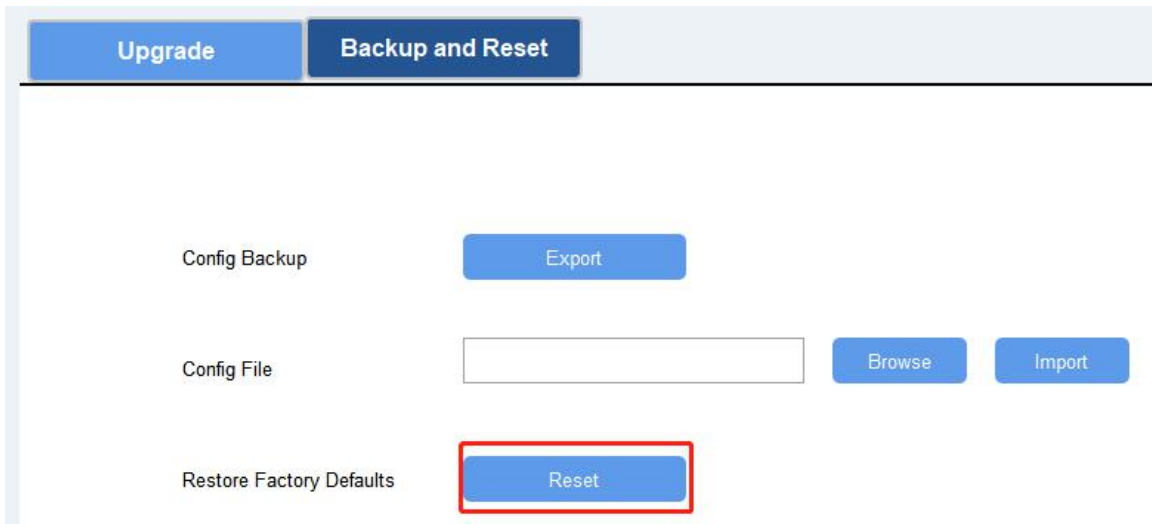 Upgrade Backup and Reset
Config Backup Export
Config File Browse Import
Restore Factory Defaults Reset